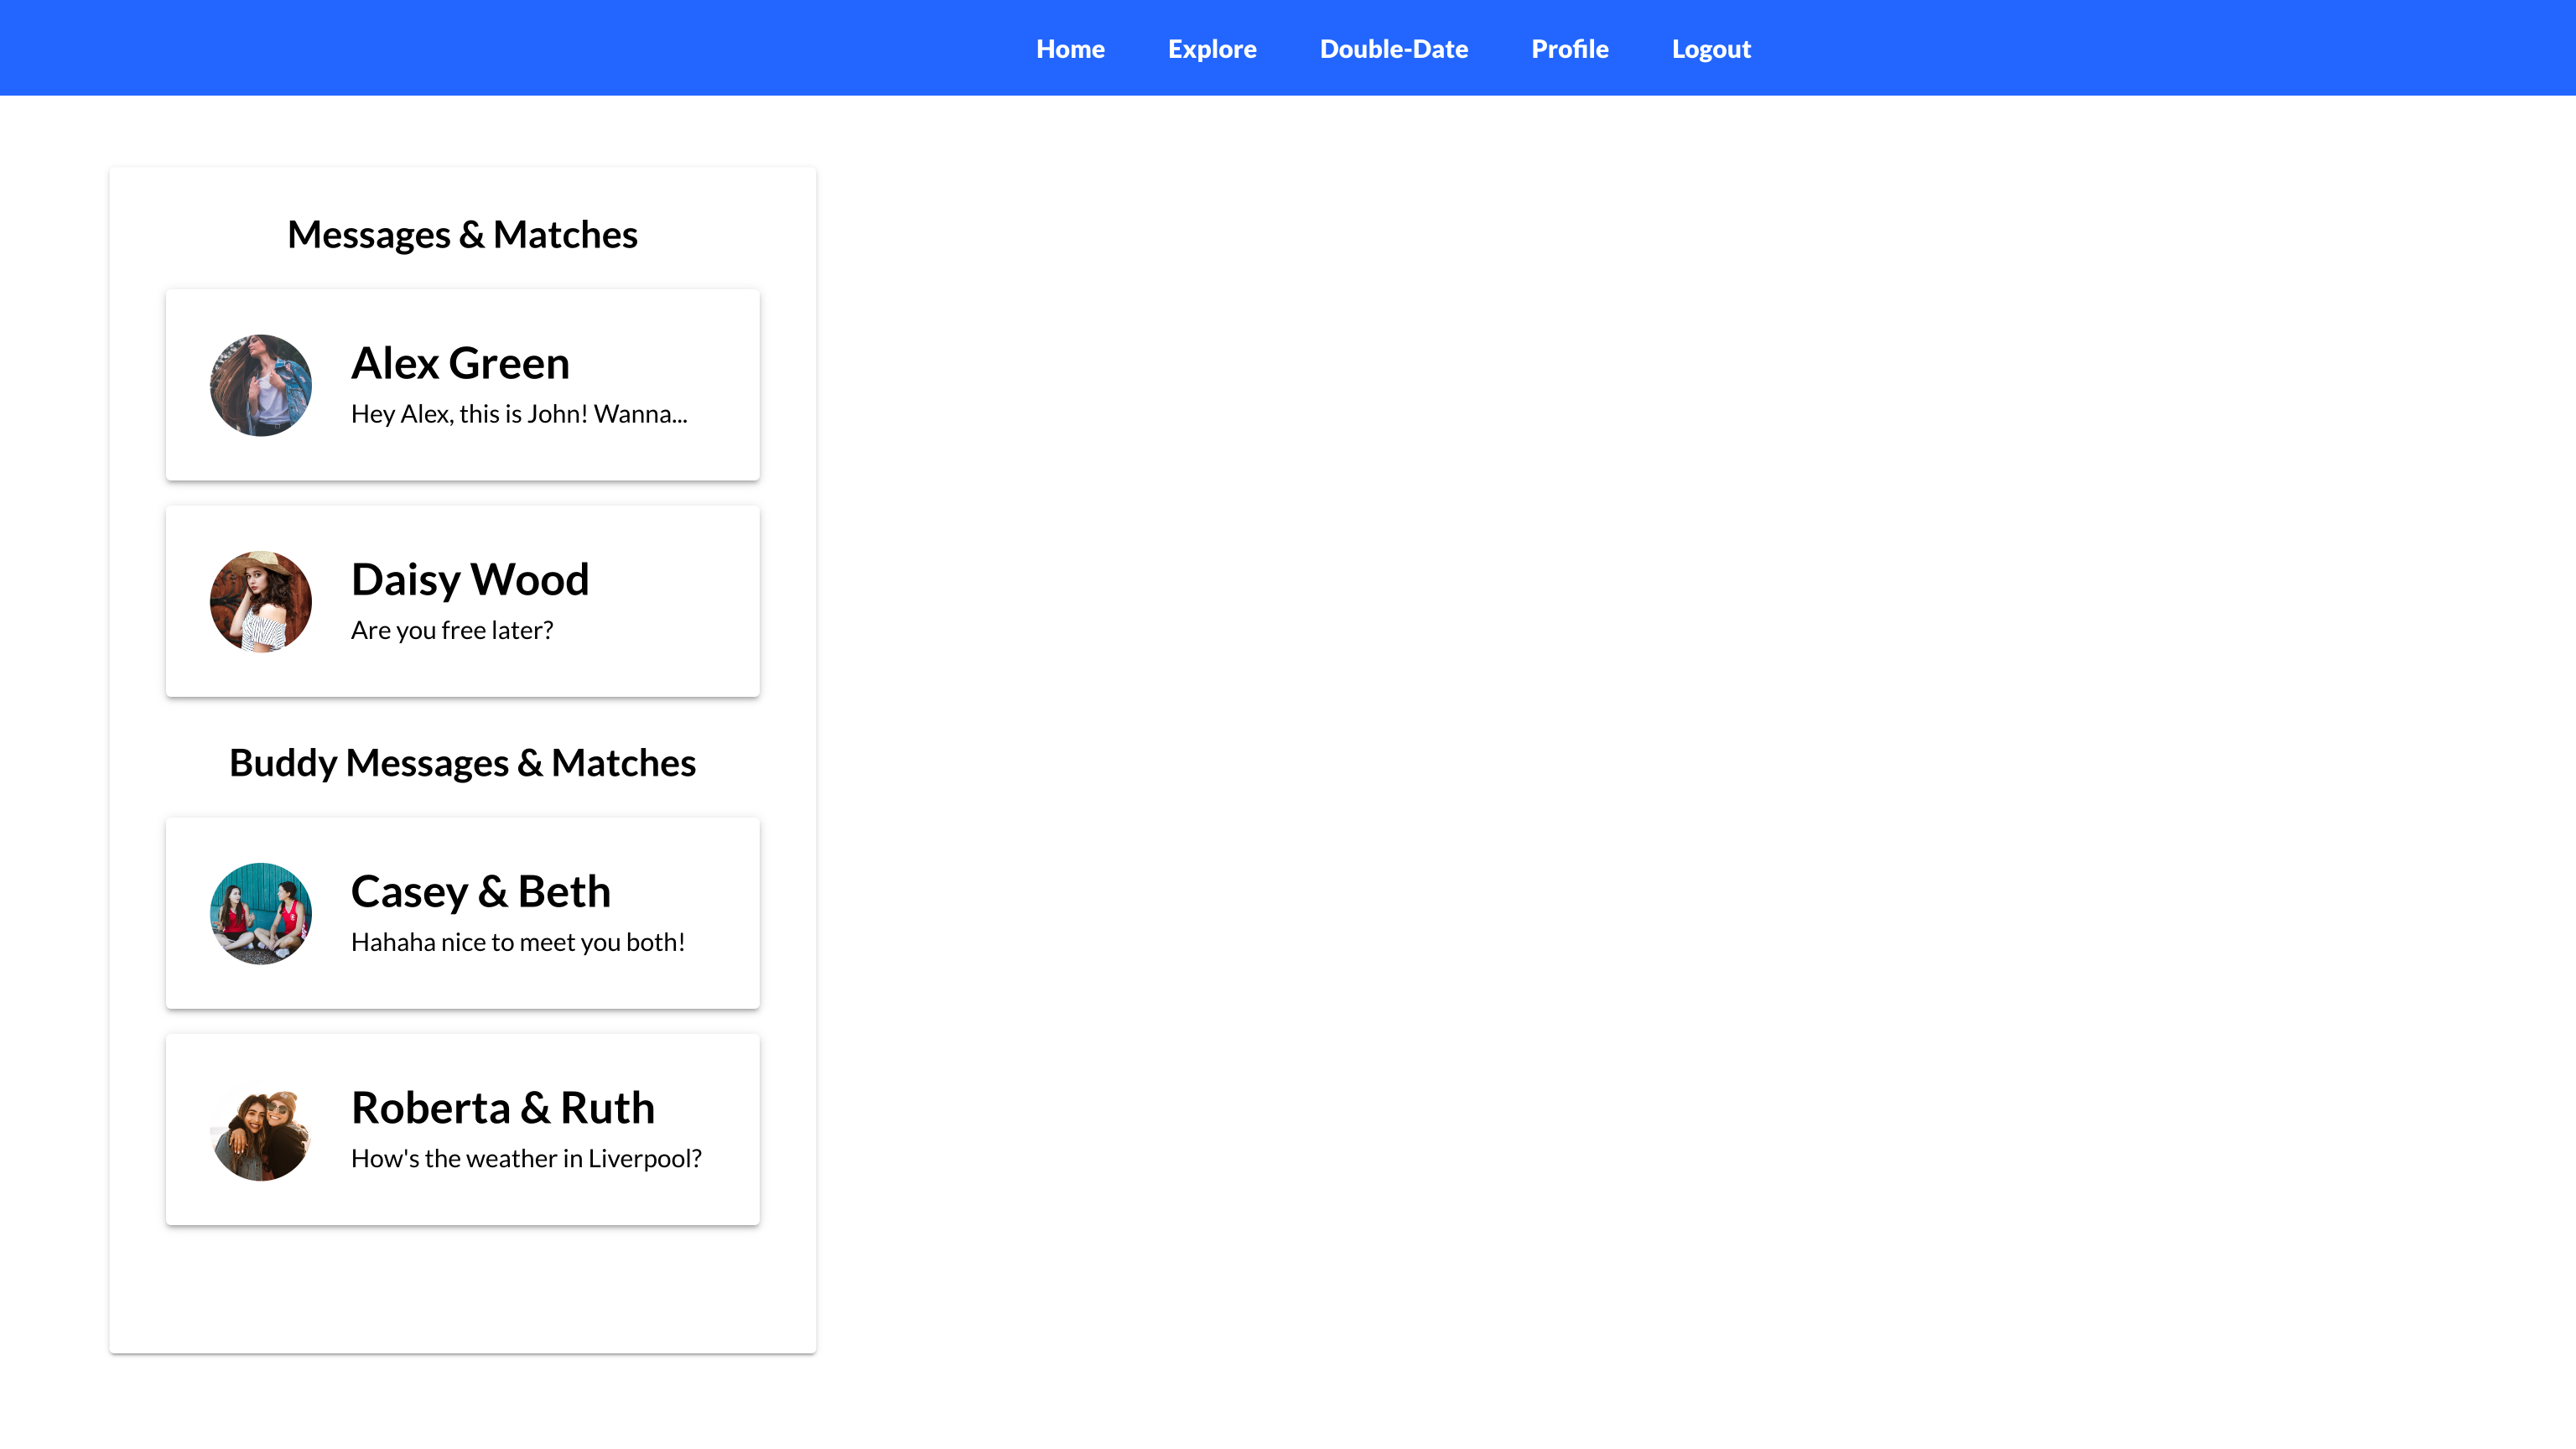 Home Explore Double-Date Profile Logout
Messages & Matches
Alex Green
Hey Alex, this is John! Wanna...
Daisy Wood
Are you free later?
Buddy Messages & Matches
Casey & Beth
Hahaha nice to meet you both!
Roberta & Ruth
How's the weather in Liverpool?